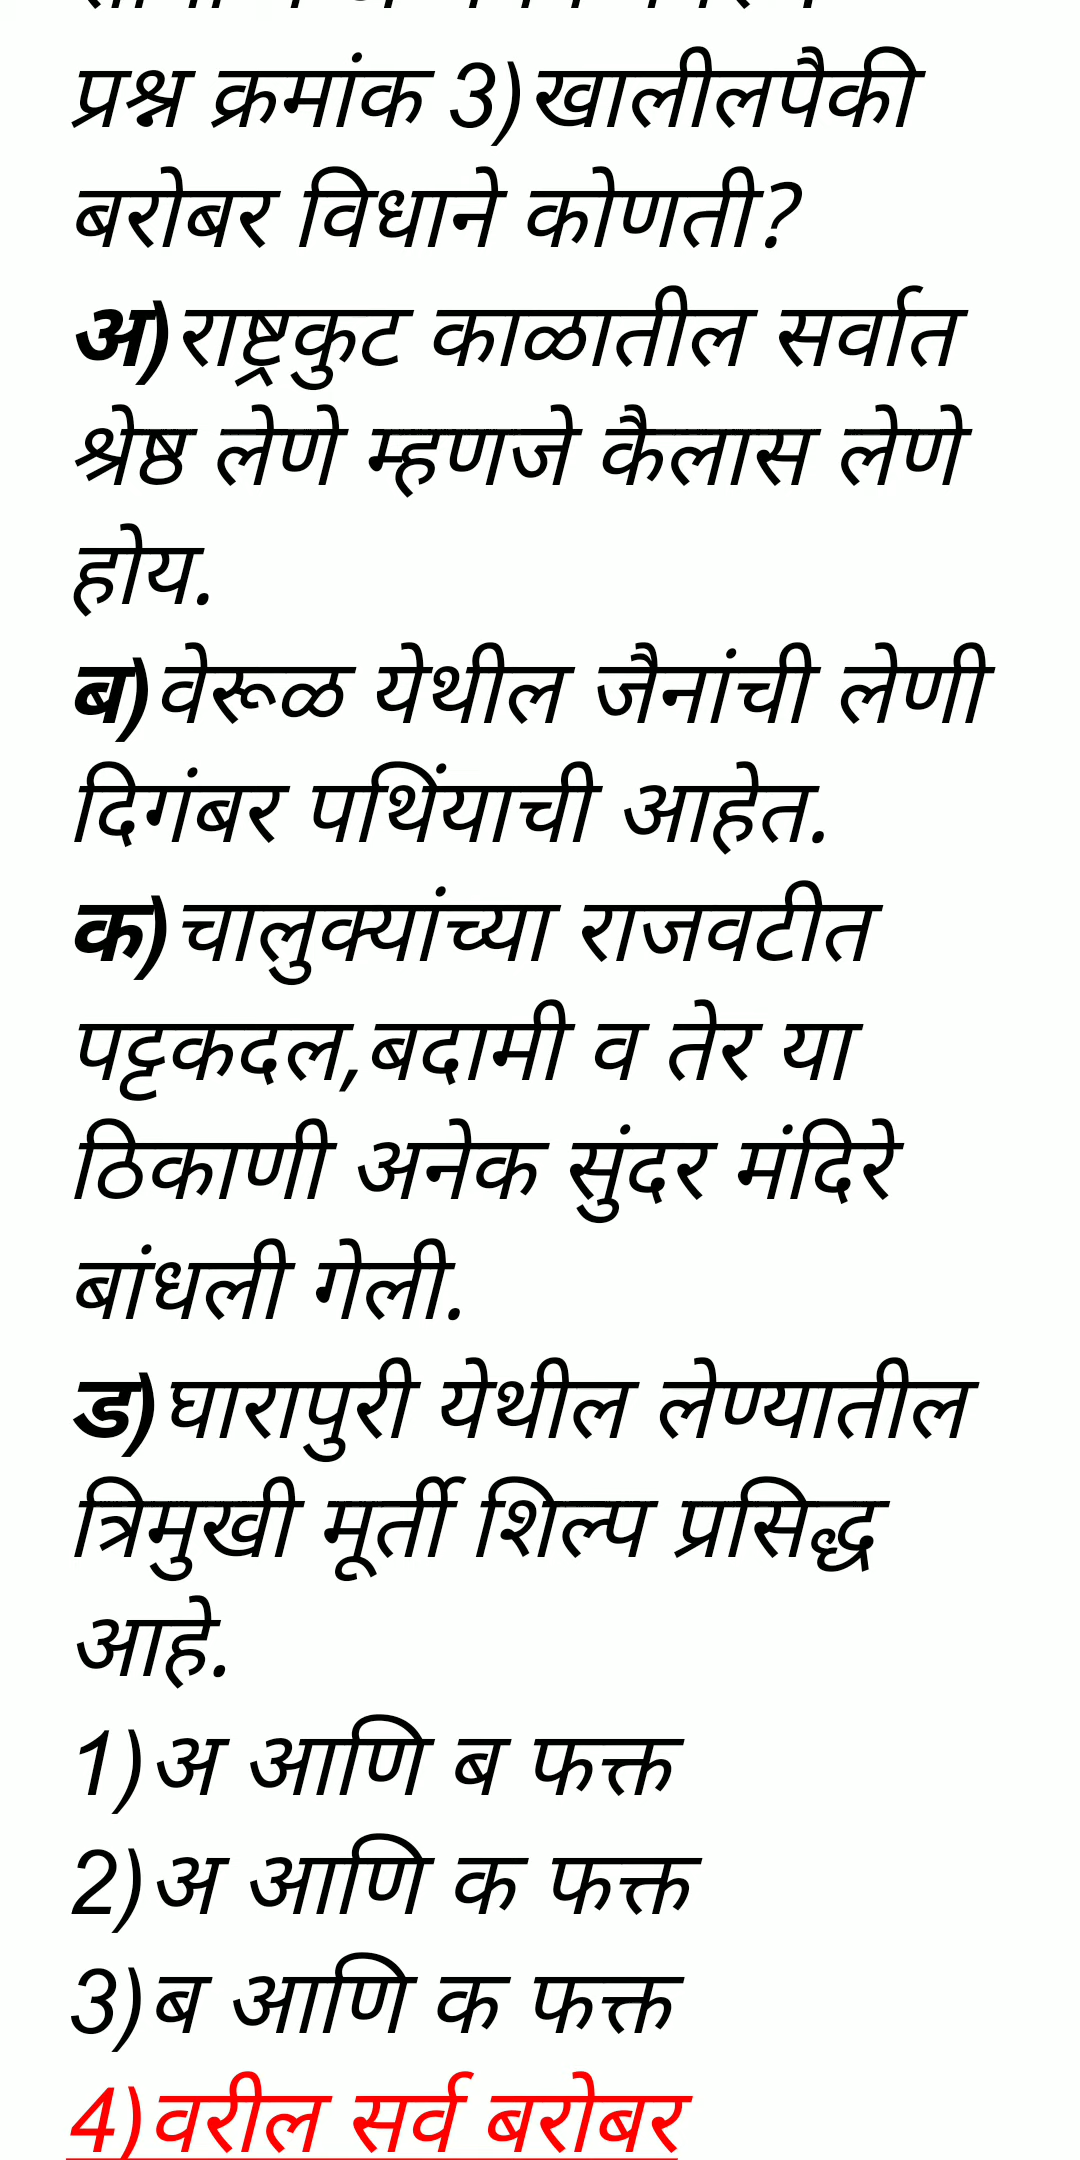 प्रश्न क्रमांक 3)खालीलपैकी
बरोबर विधाने कोणती?
अ)राष्ट्रकुट काळातील सर्वात
श्रेष्ठ लेणे म्हणजे कैलास लेणे
होय.
ब)वेरूळ येथील जैनांची लेणी
दिगंबर पथिंयाची आहेत.
क)चालुक्यांच्या राजवटीत
पट्टकदल,बदामी व तेर या
ठिकाणी अनेक सुंदर मंदिरे
बांधली गेली.
ड)घारापुरी येथील लेण्यातील
त्रिमुखी मूर्ती शिल्प प्रसिद्ध
आहे.
1)अ आणि ब फक्त
2)अ आणि क फक्त
3)ब आणि क फक्त
4)वरील सर्व बरोबर